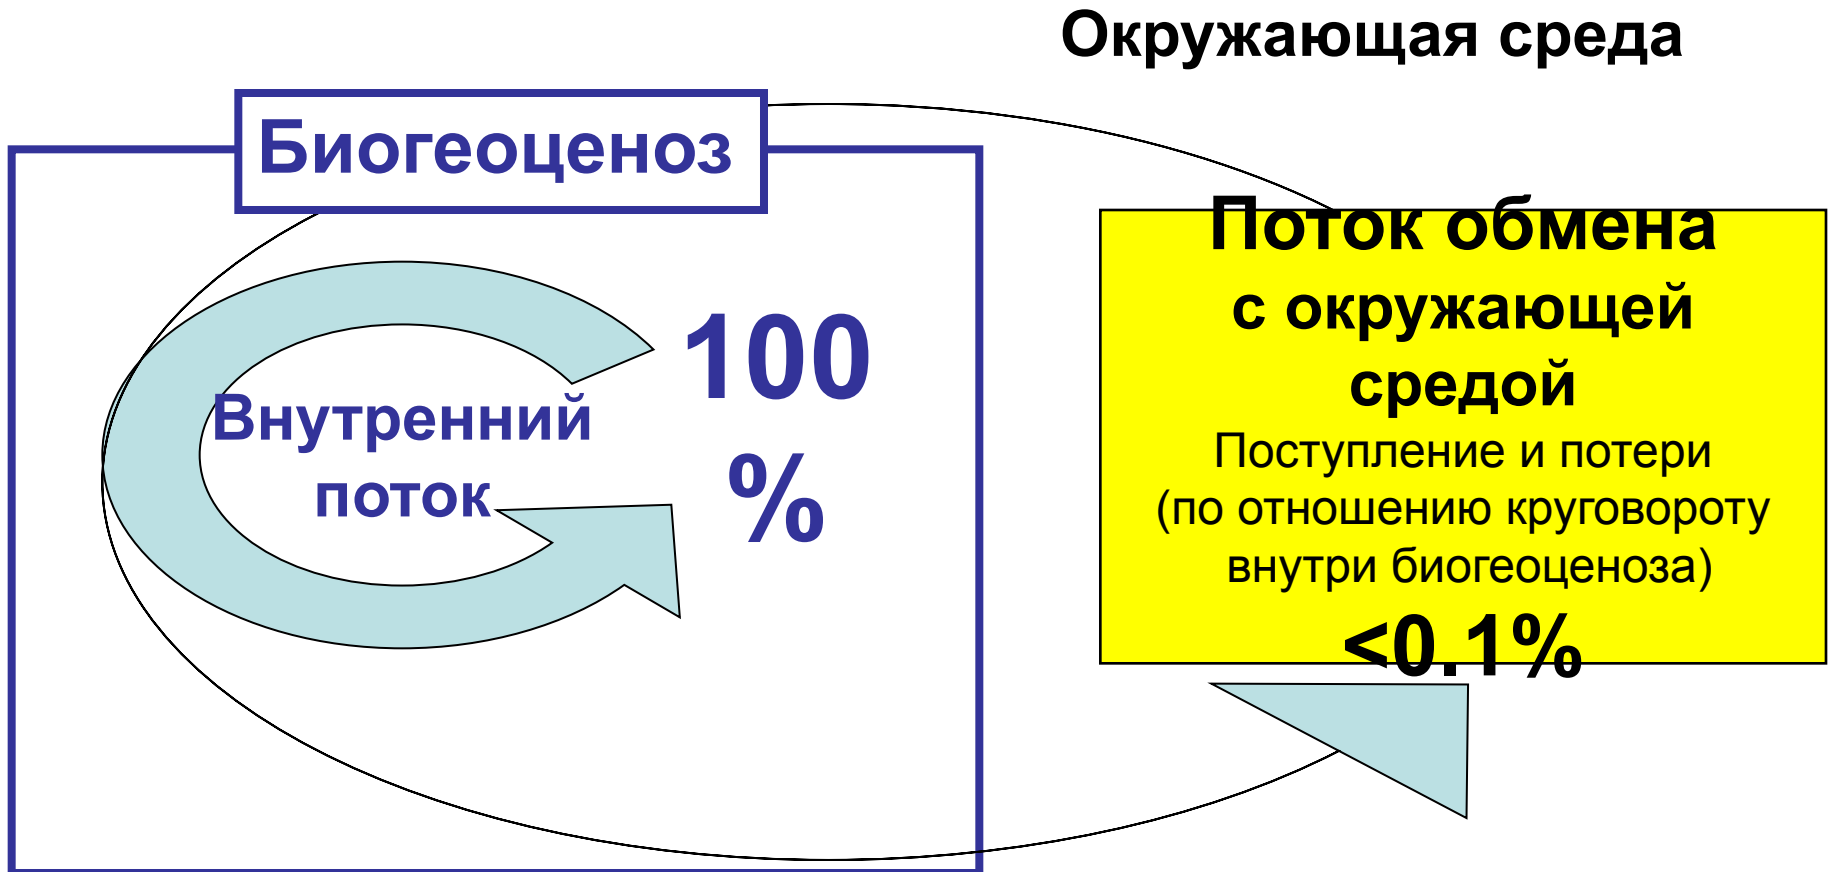 Окружающая среда
Биогеоценоз
100
%
Внутренний
поток
Поток обмена
с окружающей
средой
Поступление и потери
(по отношению круговороту
внутри биогеоценоза)
<0.1%